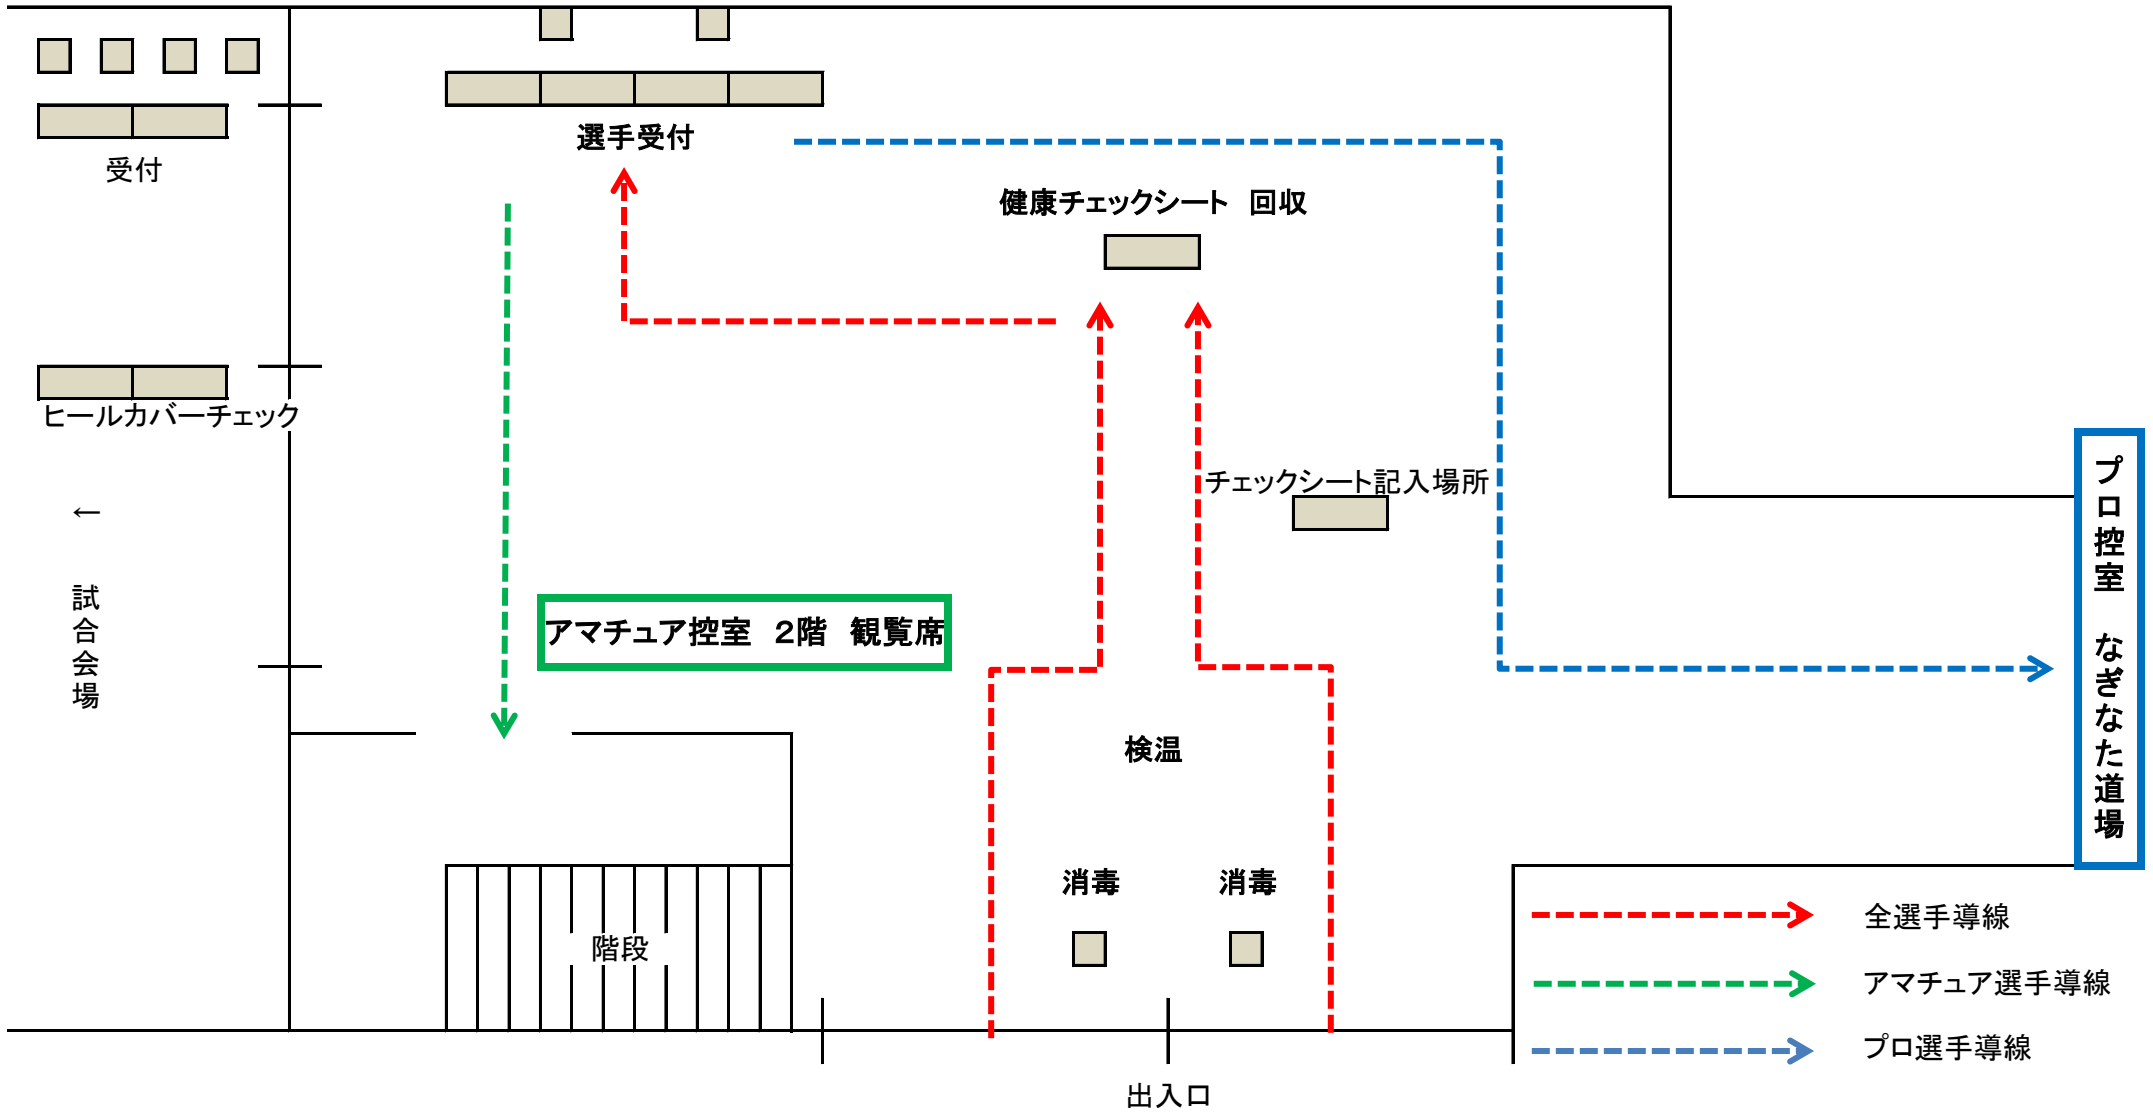 選手受付
受付
健康チェックシート　回収
ヒールカバーチェック
チェックシート記入場所
←　試合会場
アマチュア控室　２階　観覧席
プロ控室　なぎなた道場
検温
消毒
消毒
階段
全選手導線
アマチュア選手導線
プロ選手導線
出入口